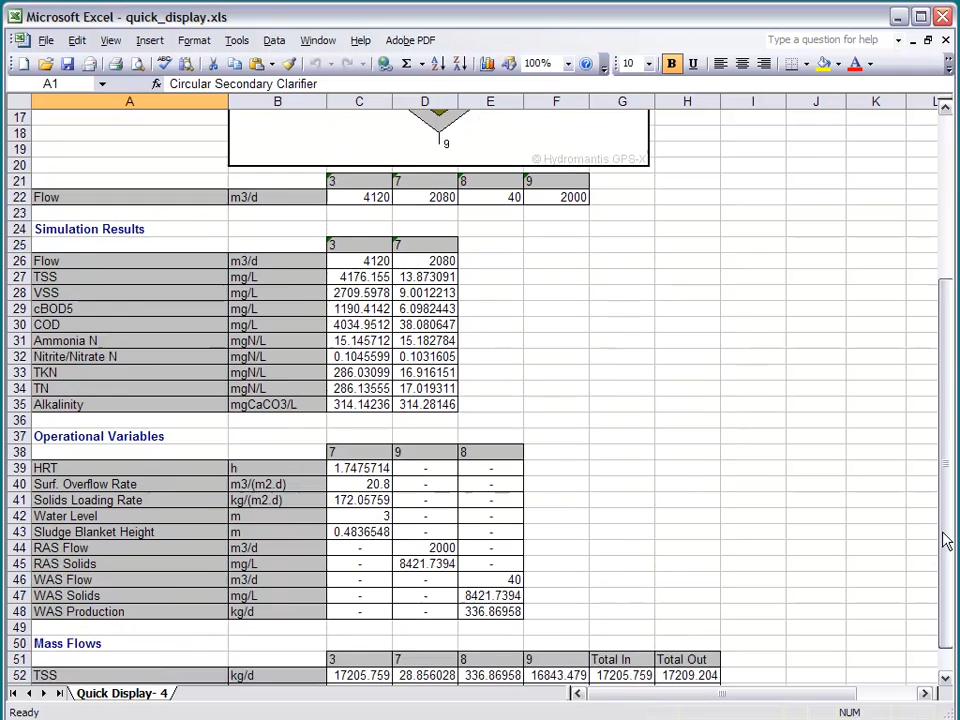 Microsoft Excel - quick_display.xls
File Edit View Insert Format Tools Data Window Help Adobe PDF Type a question for help
100% 10 B U A
A1 fx Circular Secondary Clarifier
A B C D E F G H I J K L
17
18 9
19 © Hydromantis GPS-X
20
21 3 7 8 9
22 Flow m3/d 4120 2080 40 2000
23
24 Simulation Results
25 3 7
26 Flow m3/d 4120 2080
27 TSS mg/L 4176.155 13.873091
28 VSS mg/L 2709.5978 9.0012213
29 cBOD5 mg/L 1190.4142 6.0982443
30 COD mg/L 4034.9512 38.080647
31 Ammonia N mgN/L 15.145712 15.182784
32 Nitrite/Nitrate N mgN/L 0.1045599 0.1031605
33 TKN mgN/L 286.03099 16.916151
34 TN mgN/L 286.13555 17.019311
35 Alkalinity mgCaCO3/L 314.14236 314.28146
36
37 Operational Variables
38 7 9 8
39 HRT h 1.7475714 - -
40 Surf. Overflow Rate m3/(m2.d) 20.8 - -
41 Solids Loading Rate kg/(m2.d) 172.05759 - -
42 Water Level m 3 - -
43 Sludge Blanket Height m 0.4836548 - -
44 RAS Flow m3/d - 2000 -
45 RAS Solids mg/L - 8421.7394 -
46 WAS Flow m3/d - - 40
47 WAS Solids mg/L - - 8421.7394
48 WAS Production kg/d - - 336.86958
49
50 Mass Flows
51 3 7 8 9 Total In Total Out
52 TSS kg/d 17205.759 28.856028 336.86958 16843.479 17205.759 17209.204
Quick Display- 4
Ready NUM